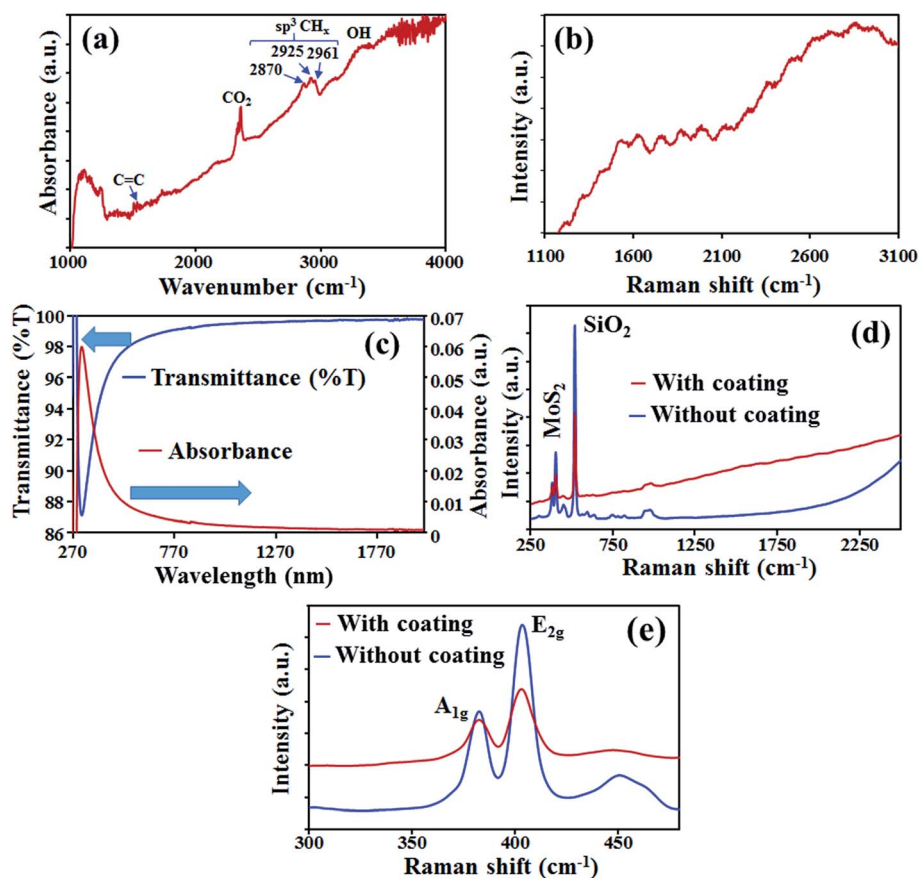 (a)
sp³ CHₓ
OH
2925 2961
2870
CO₂
C=C
Absorbance (a.u.)
1000 2000 3000 4000
Wavenumber (cm⁻¹)
(b)
Intensity (a.u.)
1100 1600 2100 2600 3100
Raman shift (cm⁻¹)
(c)
100
98
96
94
92
90
88
86
Transmittance (%T)
Transmittance (%T)
Absorbance
0.07
0.06
0.05
0.04
0.03
0.02
0.01
0
Absorbance (a.u.)
270 770 1270 1770
Wavelength (nm)
(d)
SiO₂
MoS₂
With coating
Without coating
Intensity (a.u.)
250 750 1250 1750 2250
Raman shift (cm⁻¹)
(e)
With coating
Without coating
E₂g
A₁g
Intensity (a.u.)
300 350 400 450
Raman shift (cm⁻¹)